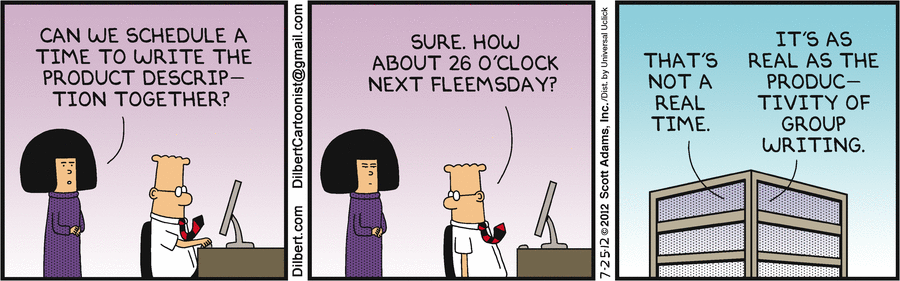 CAN WE SCHEDULE A
TIME TO WRITE THE
PRODUCT DESCRIP-
TION TOGETHER?
Dilbert.com DilbertCartoonist@gmail.com
SURE. HOW
ABOUT 26 O'CLOCK
NEXT FLEEMSDAY?
7-25-12 ©2012 Scott Adams, Inc. /Dist. by Universal Uclick
THAT'S
NOT A
REAL
TIME.
IT'S AS
REAL AS THE
PRODUC-
TIVITY OF
GROUP
WRITING.